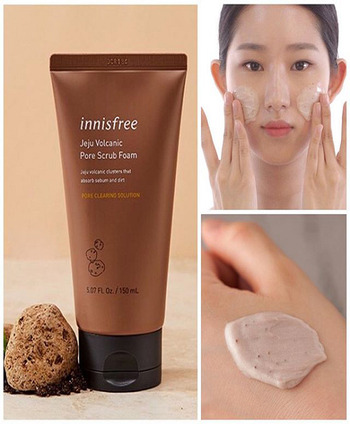 innisfree
Jeju Volcanic
Pore Scrub Foam
Jeju volcanic clusters that
absorb sebum and dirt.
PORE CLEARING SOLUTION
5.07 FL. Oz. / 150 mL